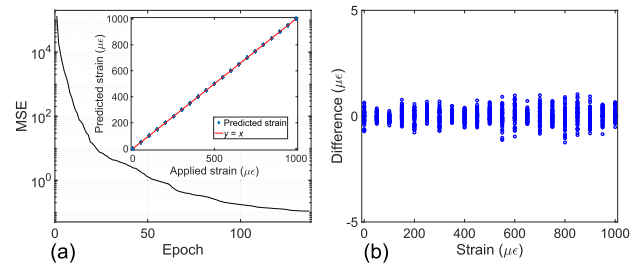 MSE
10^4
10^2
10^0
0
50
100
Epoch
(a)
Predicted strain (με)
1000
800
600
400
200
0
0
500
1000
Applied strain (με)
Predicted strain
y = x
Difference (με)
5
0
-5
0
200
400
600
800
1000
Strain (με)
(b)